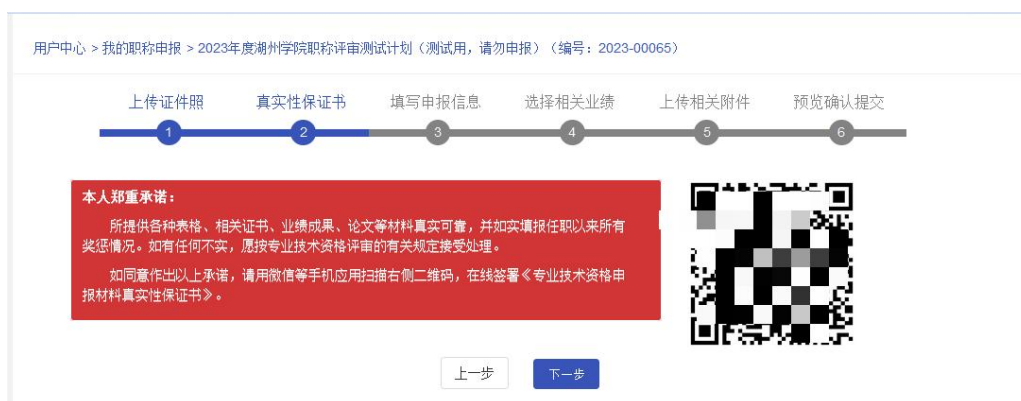 用户中心 > 我的职称申报 > 2023年度湖州学院职称评审测试计划（测试用，请勿申报）（编号：2023-00065）
上传证件照 真实性保证书 填写申报信息 选择相关业绩 上传相关附件 预览确认提交
1 2 3 4 5 6
本人郑重承诺：
所提供各种表格、相关证书、业绩成果、论文等材料真实可靠，并如实填报任职以来所有
奖惩情况。如有任何不实，愿按专业技术资格评审的有关规定接受处理。
如同意作出以上承诺，请用微信等手机应用扫描右侧二维码，在线签署《专业技术资格申
报材料真实性保证书》。
上一步 下一步